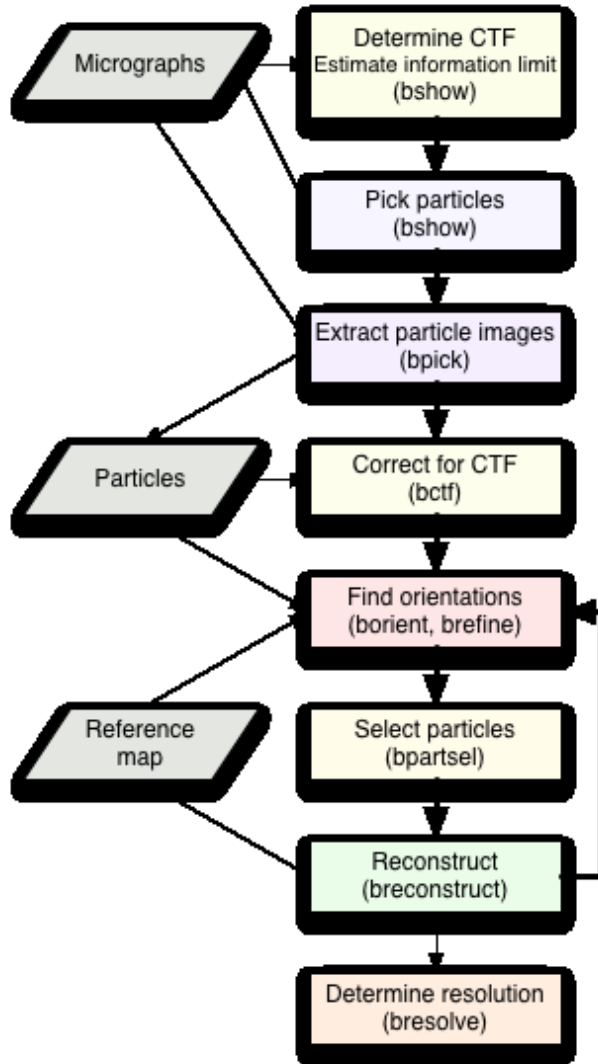 Micrographs
Determine CTF
Estimate information limit
(bshow)
Pick particles
(bshow)
Extract particle images
(bpick)
Particles
Correct for CTF
(bctf)
Find orientations
(borient, brefine)
Reference
map
Select particles
(bpartsel)
Reconstruct
(breconstruct)
Determine resolution
(bresolve)